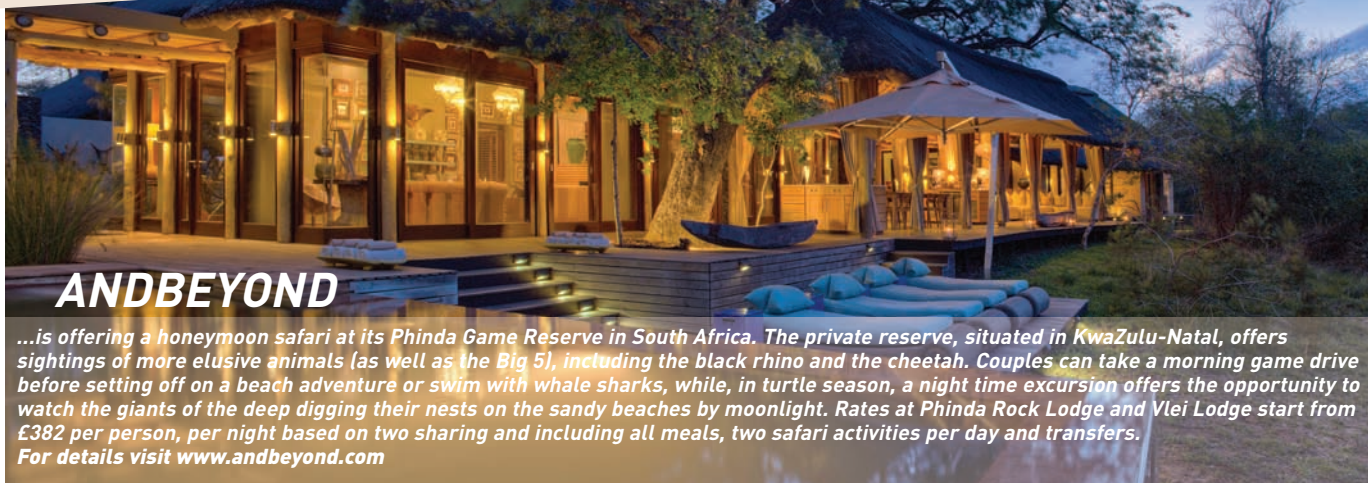 ANDBEYOND
...is offering a honeymoon safari at its Phinda Game Reserve in South Africa. The private reserve, situated in KwaZulu-Natal, offers
sightings of more elusive animals (as well as the Big 5), including the black rhino and the cheetah. Couples can take a morning game drive
before setting off on a beach adventure or swim with whale sharks, while, in turtle season, a night time excursion offers the opportunity to
watch the giants of the deep digging their nests on the sandy beaches by moonlight. Rates at Phinda Rock Lodge and Vlei Lodge start from
£382 per person, per night based on two sharing and including all meals, two safari activities per day and transfers.
For details visit www.andbeyond.com